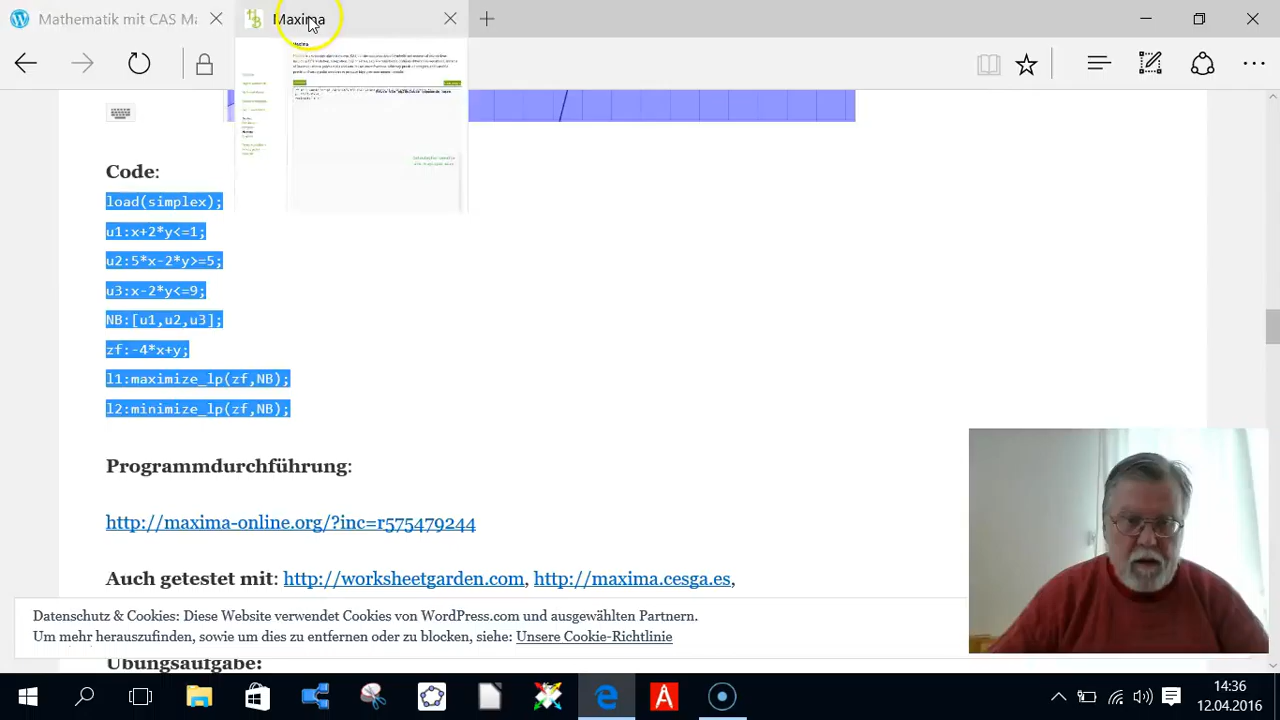 Mathematik mit CAS Ma
Maxima
Code:
load(simplex);
u1:x+2*y<=1;
u2:5*x-2*y>=5;
u3:x-2*y<=9;
NB:[u1,u2,u3];
zf:-4*x+y;
l1:maximize_lp(zf,NB);
l2:minimize_lp(zf,NB);
Programmdurchführung:
http://maxima-online.org/?inc=r575479244
Auch getestet mit: http://worksheetgarden.com, http://maxima.cesga.es,
Datenschutz & Cookies: Diese Website verwendet Cookies von WordPress.com und ausgewählten Partnern.
Um mehr herauszufinden, sowie um dies zu entfernen oder zu blocken, siehe: Unsere Cookie-Richtlinie
Übungsaufgabe:
14:36
12.04.2016